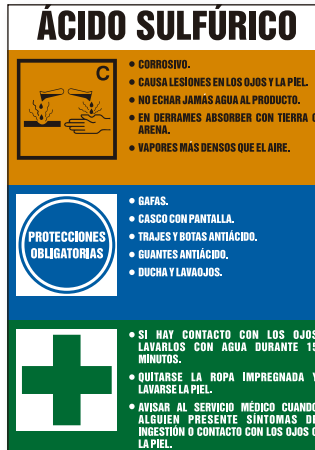 ÁCIDO SULFÚRICO
C
• CORROSIVO.
• CAUSA LESIONES EN LOS OJOS Y LA PIEL.
• NO ECHAR JAMÁS AGUA AL PRODUCTO.
• EN DERRAMES ABSORBER CON TIERRA O
ARENA.
• VAPORES MÁS DENSOS QUE EL AIRE.
PROTECCIONES
OBLIGATORIAS
• GAFAS.
• CASCO CON PANTALLA.
• TRAJES Y BOTAS ANTIÁCIDO.
• GUANTES ANTIÁCIDO.
• DUCHA Y LAVAOJOS.
• SI HAY CONTACTO CON LOS OJOS
LAVARLOS CON AGUA DURANTE 15
MINUTOS.
• QUITARSE LA ROPA IMPREGNADA Y
LAVARSE LA PIEL.
• AVISAR AL SERVICIO MÉDICO CUANDO
ALGUIEN PRESENTE SÍNTOMAS DE
INGESTIÓN O CONTACTO CON LOS OJOS O
LA PIEL.